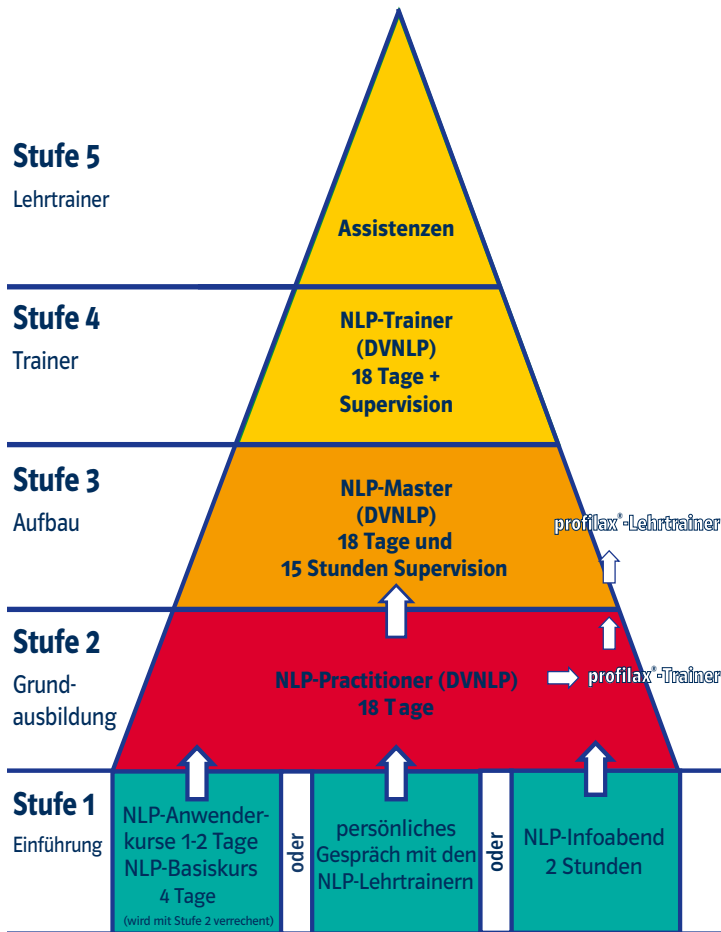 Stufe 5
Lehrtrainer
Assistenzen
Stufe 4
Trainer
NLP-Trainer
(DVNLP)
18 Tage +
Supervision
Stufe 3
Aufbau
NLP-Master
(DVNLP)
18 Tage und
15 Stunden Supervision
profilax®-Lehrtrainer
Stufe 2
Grund-
ausbildung
NLP-Practitioner (DVNLP)
18 Tage
profilax®-Trainer
Stufe 1
Einführung
NLP-Anwender-
kurse 1-2 Tage
NLP-Basiskurs
4 Tage
(wird mit Stufe 2 verrechent)
oder
persönliches
Gespräch mit den
NLP-Lehrtrainern
oder
NLP-Infoabend
2 Stunden